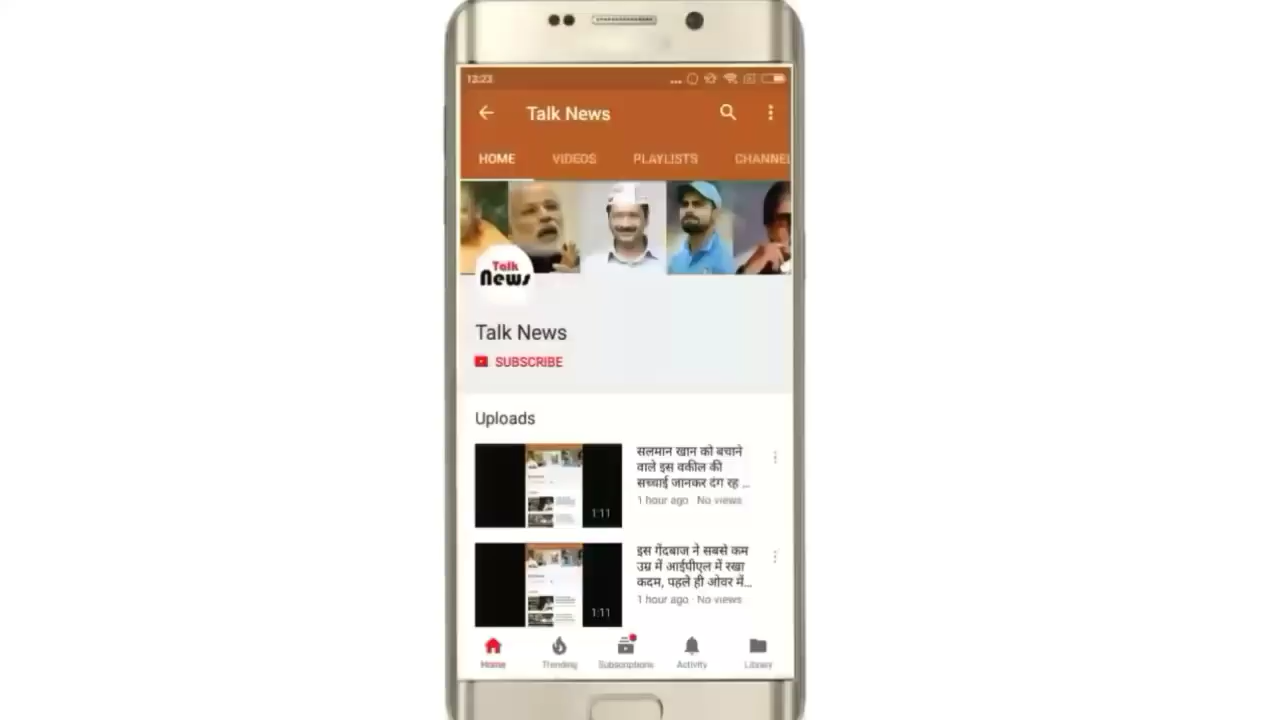 12:23
Talk News
HOME VIDEOS PLAYLISTS CHANNEL
Talk
News
Talk News
SUBSCRIBE
Uploads
सलमान खान को बचाने
वाले इस वकील की
सच्चाई जानकर दंग रह ...
1 hour ago · No views
1:11
इस गेंदबाज ने सबसे कम
उम्र में आईपीएल में रखा
कदम, पहले ही ओवर में...
1 hour ago · No views
1:11
Home Trending Subscriptions Activity Library